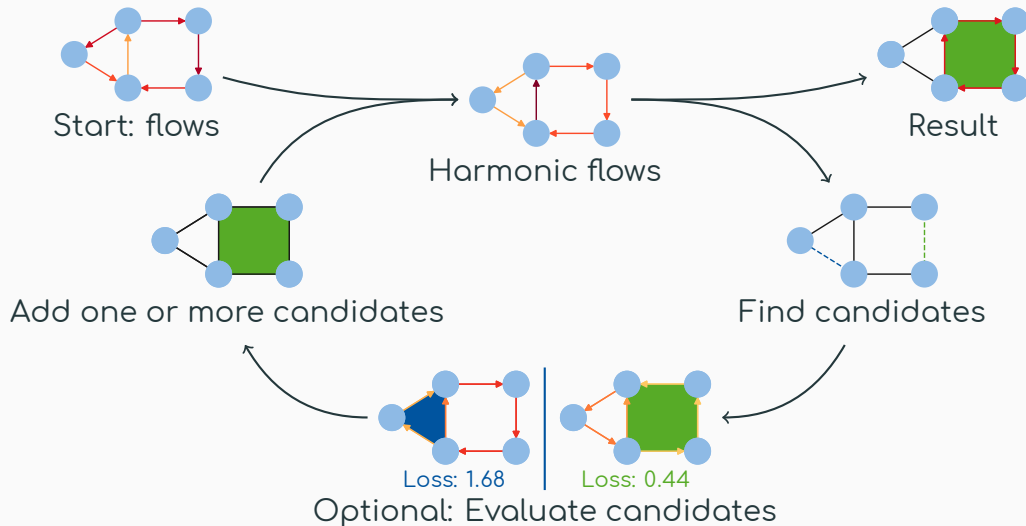 Start: flows
Harmonic flows
Result
Add one or more candidates
Find candidates
Loss: 1.68
Loss: 0.44
Optional: Evaluate candidates